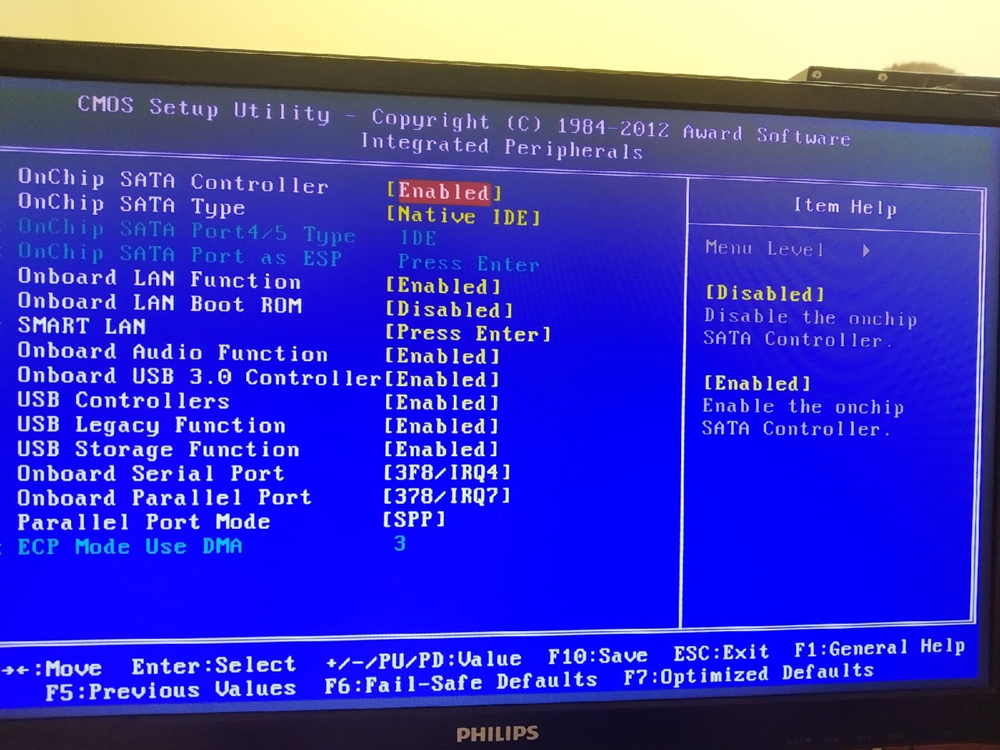 CMOS Setup Utility - Copyright (C) 1984-2012 Award Software
Integrated Peripherals
OnChip SATA Controller [Enabled]
OnChip SATA Type [Native IDE]
OnChip SATA Port4/5 Type IDE
OnChip SATA Port as ESP Press Enter
Onboard LAN Function [Enabled]
Onboard LAN Boot ROM [Disabled]
SMART LAN [Press Enter]
Onboard Audio Function [Enabled]
Onboard USB 3.0 Controller[Enabled]
USB Controllers [Enabled]
USB Legacy Function [Enabled]
USB Storage Function [Enabled]
Onboard Serial Port [3F8/IRQ4]
Onboard Parallel Port [378/IRQ7]
Parallel Port Mode [SPP]
ECP Mode Use DMA 3
Item Help
Menu Level ▶
[Disabled]
Disable the onchip
SATA Controller.
[Enabled]
Enable the onchip
SATA Controller.
→←:Move Enter:Select +/-/PU/PD:Value F10:Save ESC:Exit F1:General Help
F5:Previous Values F6:Fail-Safe Defaults F7:Optimized Defaults
PHILIPS